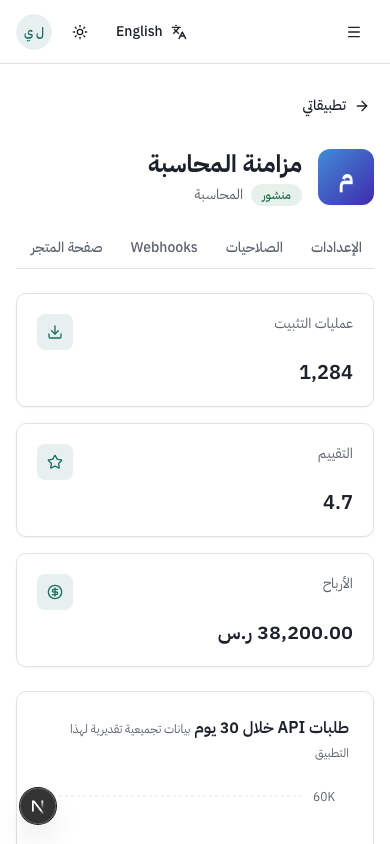 ل ي
English
تطبيقاتي
م
مزامنة المحاسبة
منشور المحاسبة
الإعدادات الصلاحيات Webhooks صفحة المتجر
عمليات التثبيت
1,284
التقييم
4.7
الأرباح
38,200.00 ر.س
طلبات API خلال 30 يوم بيانات تجميعية تقديرية لهذا
التطبيق
60K
N